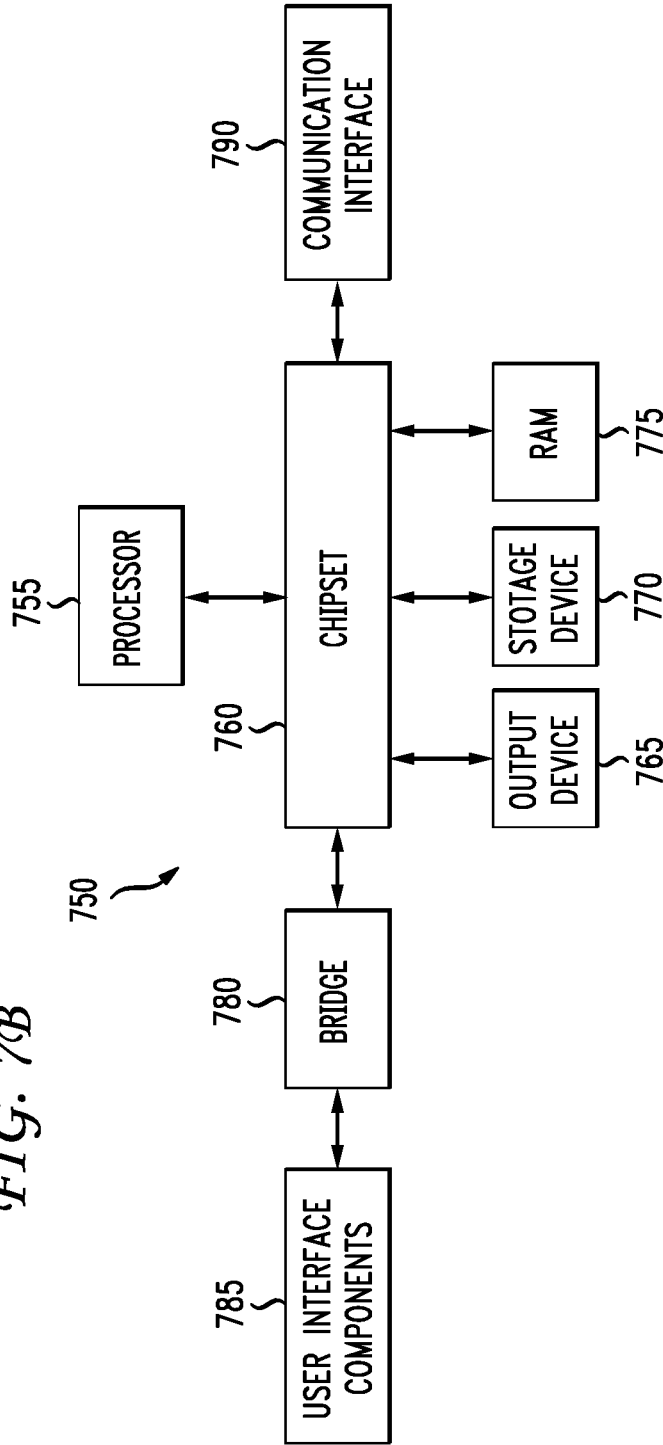 FIG. 7B
750
755
PROCESSOR
785
USER INTERFACE
COMPONENTS
780
BRIDGE
760
CHIPSET
790
COMMUNICATION
INTERFACE
OUTPUT
DEVICE
765
STOTAGE
DEVICE
770
RAM
775